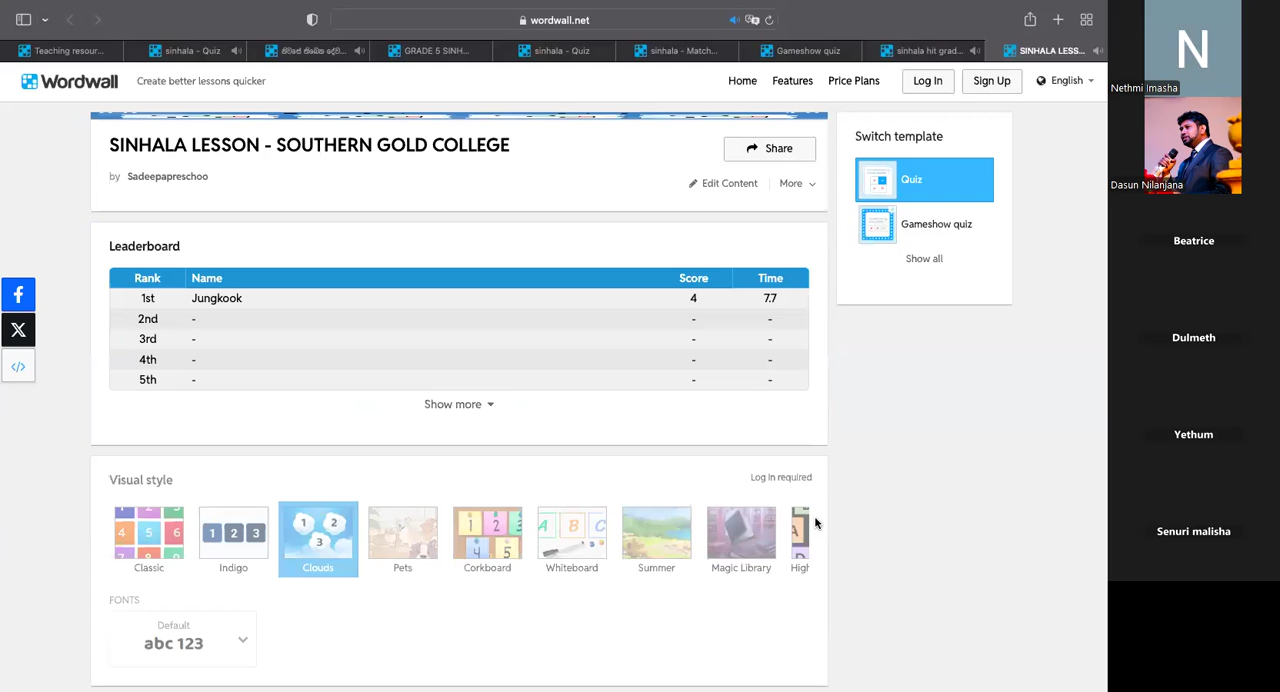 wordwall.net
Teaching resour...
sinhala - Quiz
GRADE 5 SINH...
sinhala - Quiz
sinhala - Match...
Gameshow quiz
sinhala hit grad...
SINHALA LESS...
Wordwall
Create better lessons quicker
Home
Features
Price Plans
Log In
Sign Up
English
SINHALA LESSON - SOUTHERN GOLD COLLEGE
Share
by Sadeepapreschoo
Edit Content
More
Leaderboard
Rank Name Score Time
1st Jungkook 4 7.7
2nd - - -
3rd - - -
4th - - -
5th - - -
Show more
Switch template
Quiz
Gameshow quiz
Show all
Visual style
Log in required
Classic
Indigo
Clouds
Pets
Corkboard
Whiteboard
Summer
Magic Library
High
FONTS
Default
abc 123
N
Nethmi Imasha
Dasun Nilanjana
Beatrice
Dulmeth
Yethum
Senuri malisha